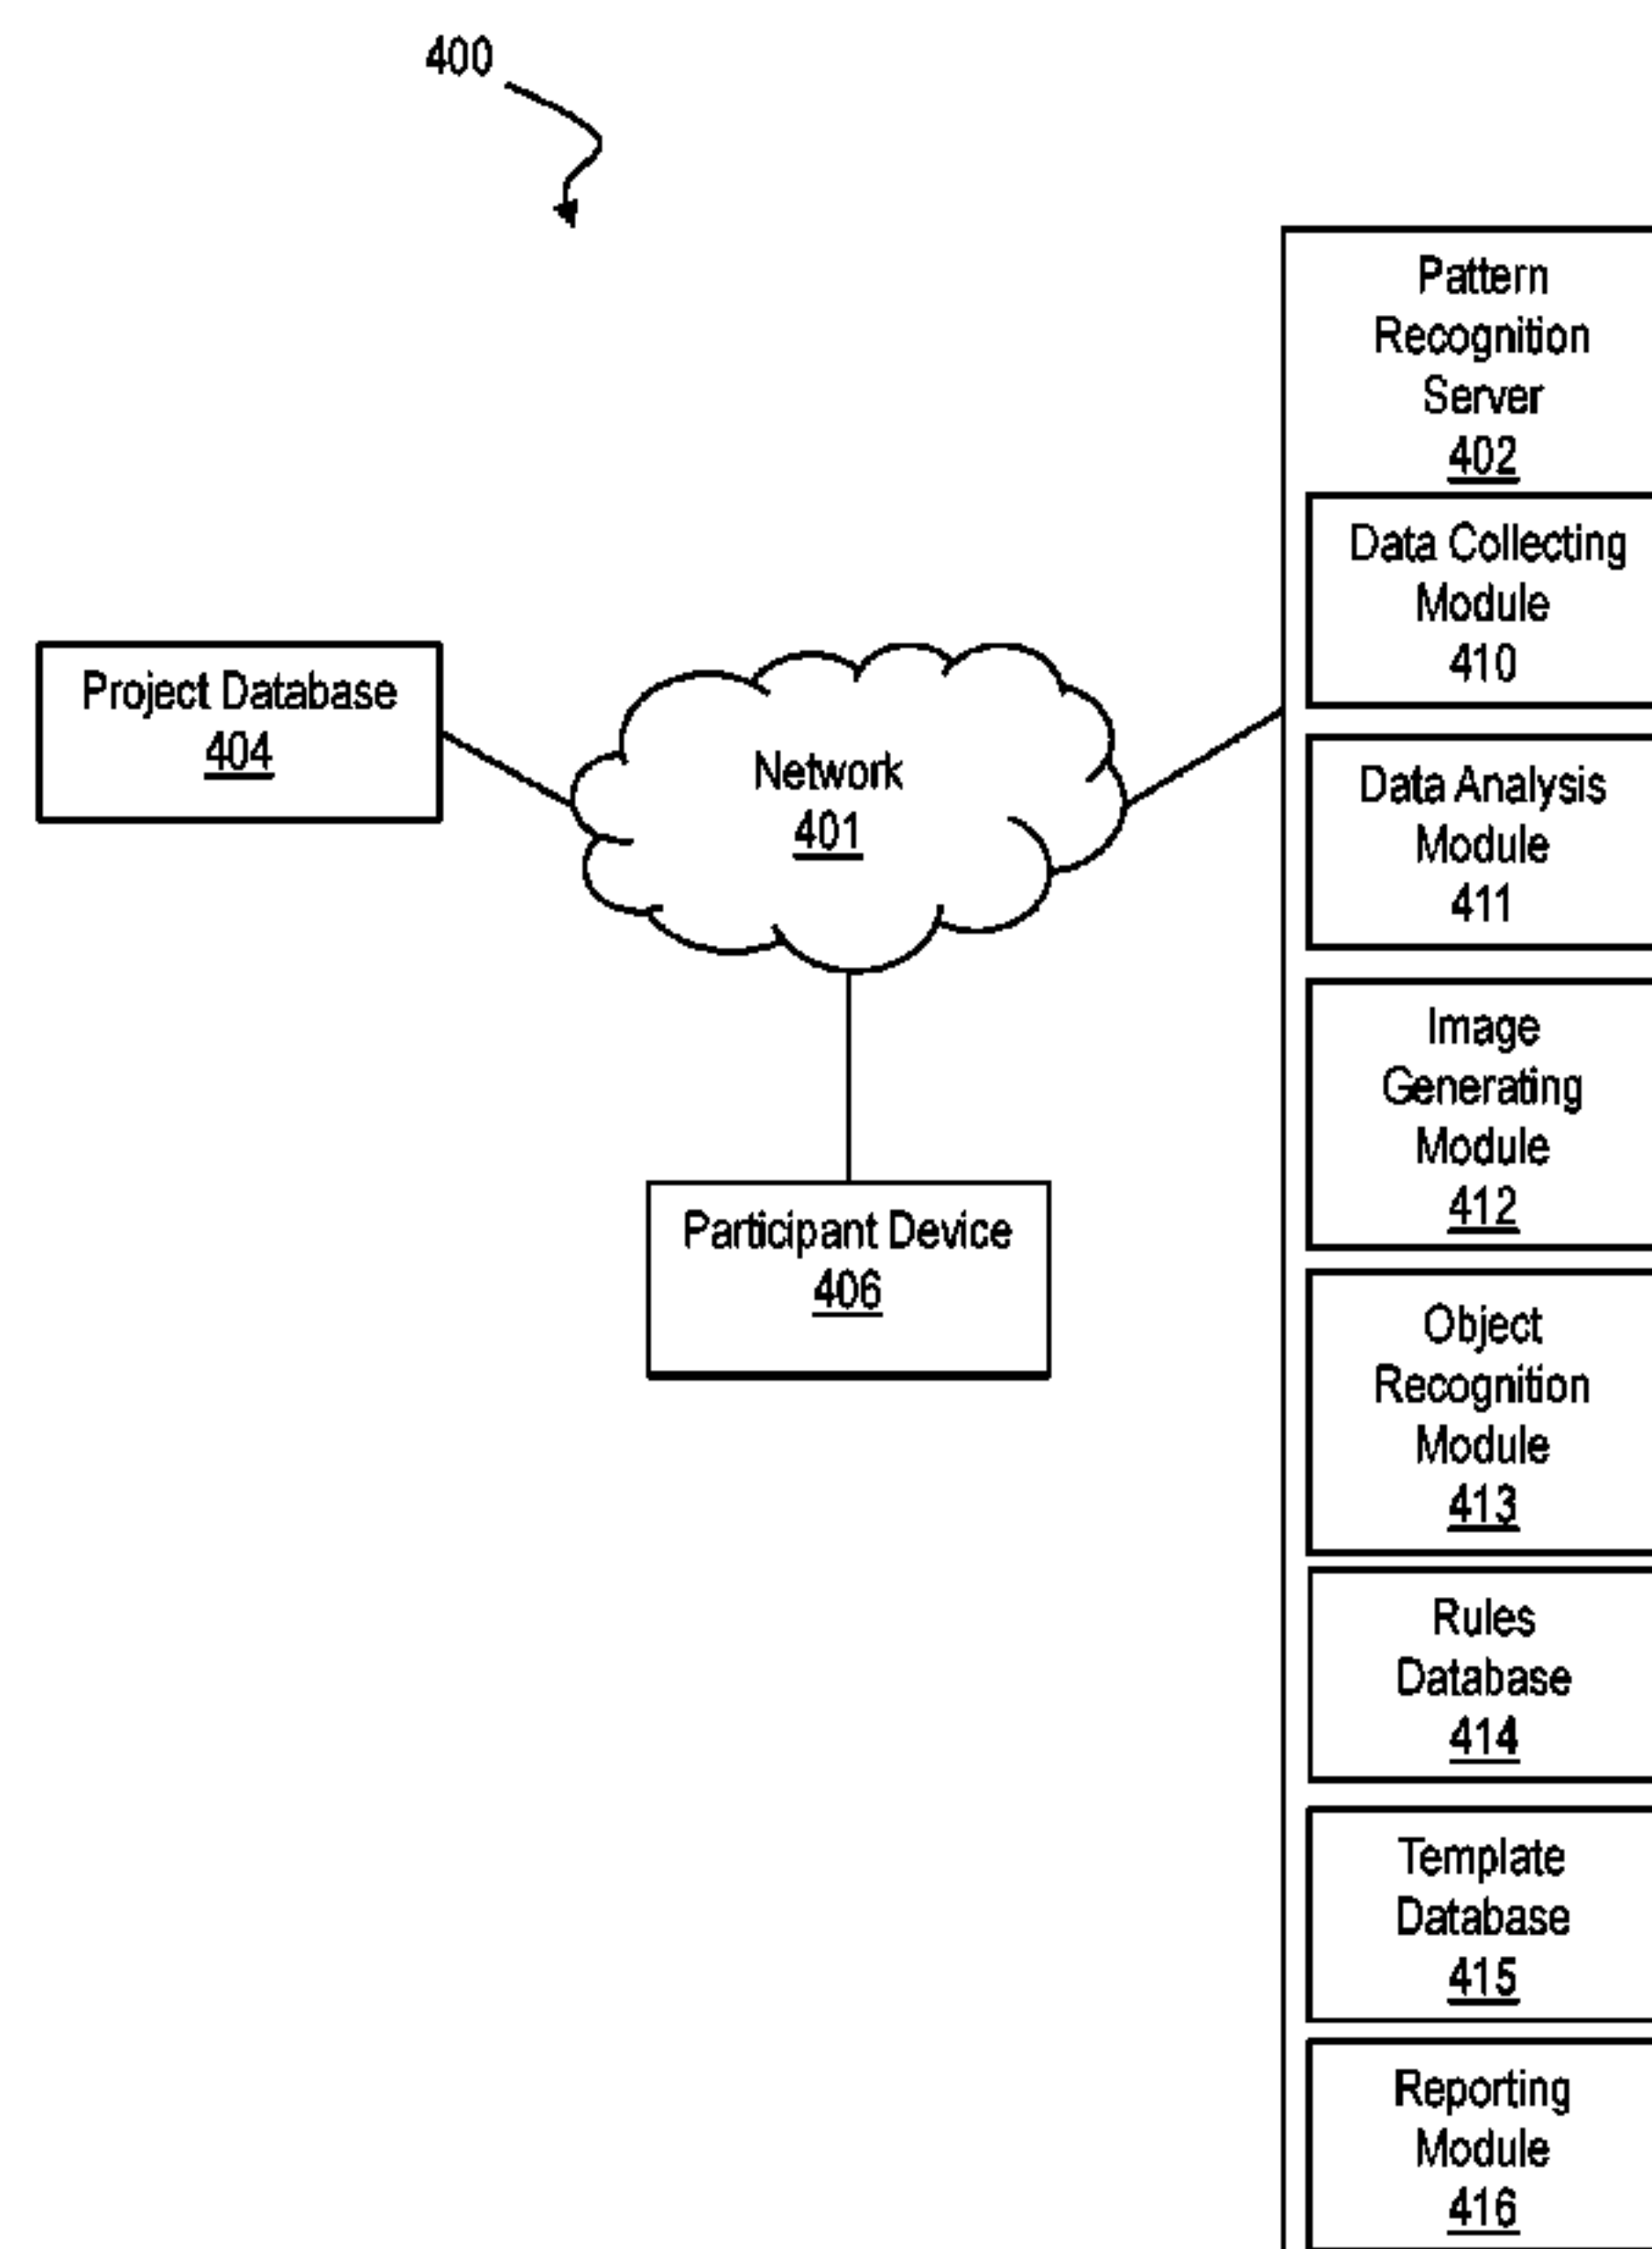 400
Pattern
Recognition
Server
402
Data Collecting
Module
410
Project Database
404
Network
401
Data Analysis
Module
411
Image
Generating
Module
412
Participant Device
406
Object
Recognition
Module
413
Rules
Database
414
Template
Database
415
Reporting
Module
416